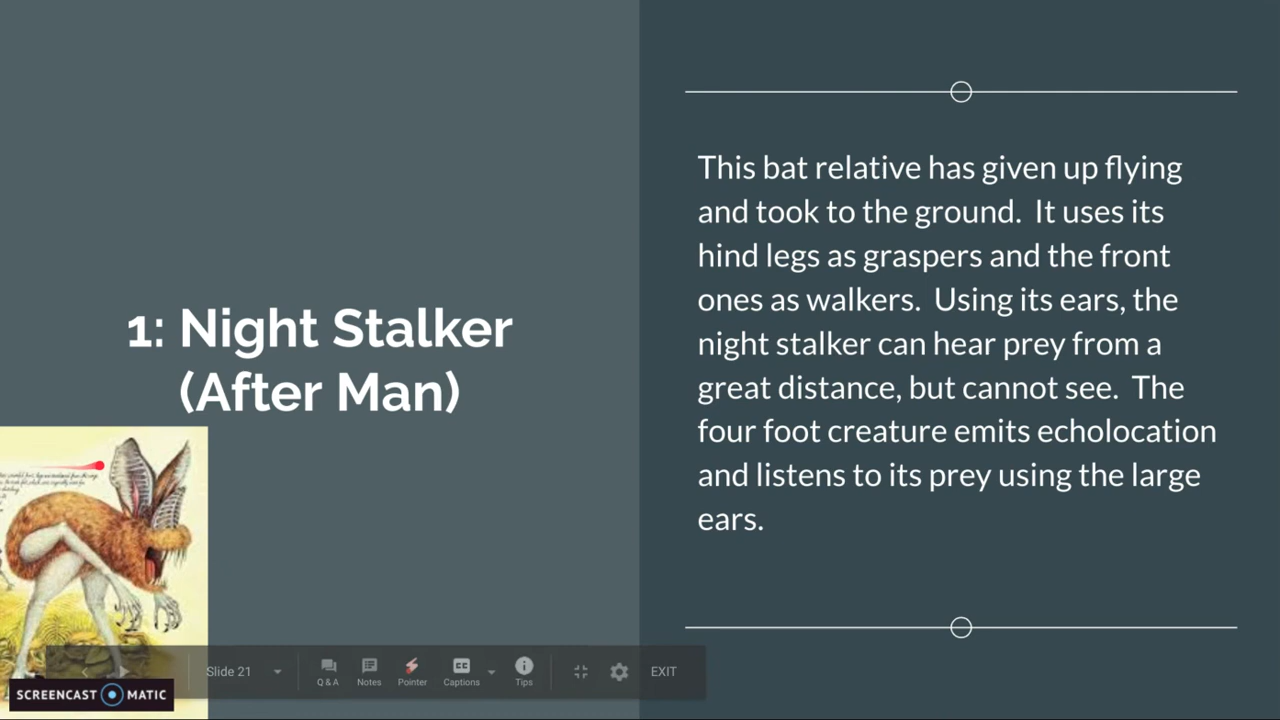 1: Night Stalker
(After Man)
This bat relative has given up flying
and took to the ground.  It uses its
hind legs as graspers and the front
ones as walkers.  Using its ears, the
night stalker can hear prey from a
great distance, but cannot see.  The
four foot creature emits echolocation
and listens to its prey using the large
ears.
Slide 21
Q & A
Notes
Pointer
CC
Captions
Tips
EXIT
SCREENCAST MATIC